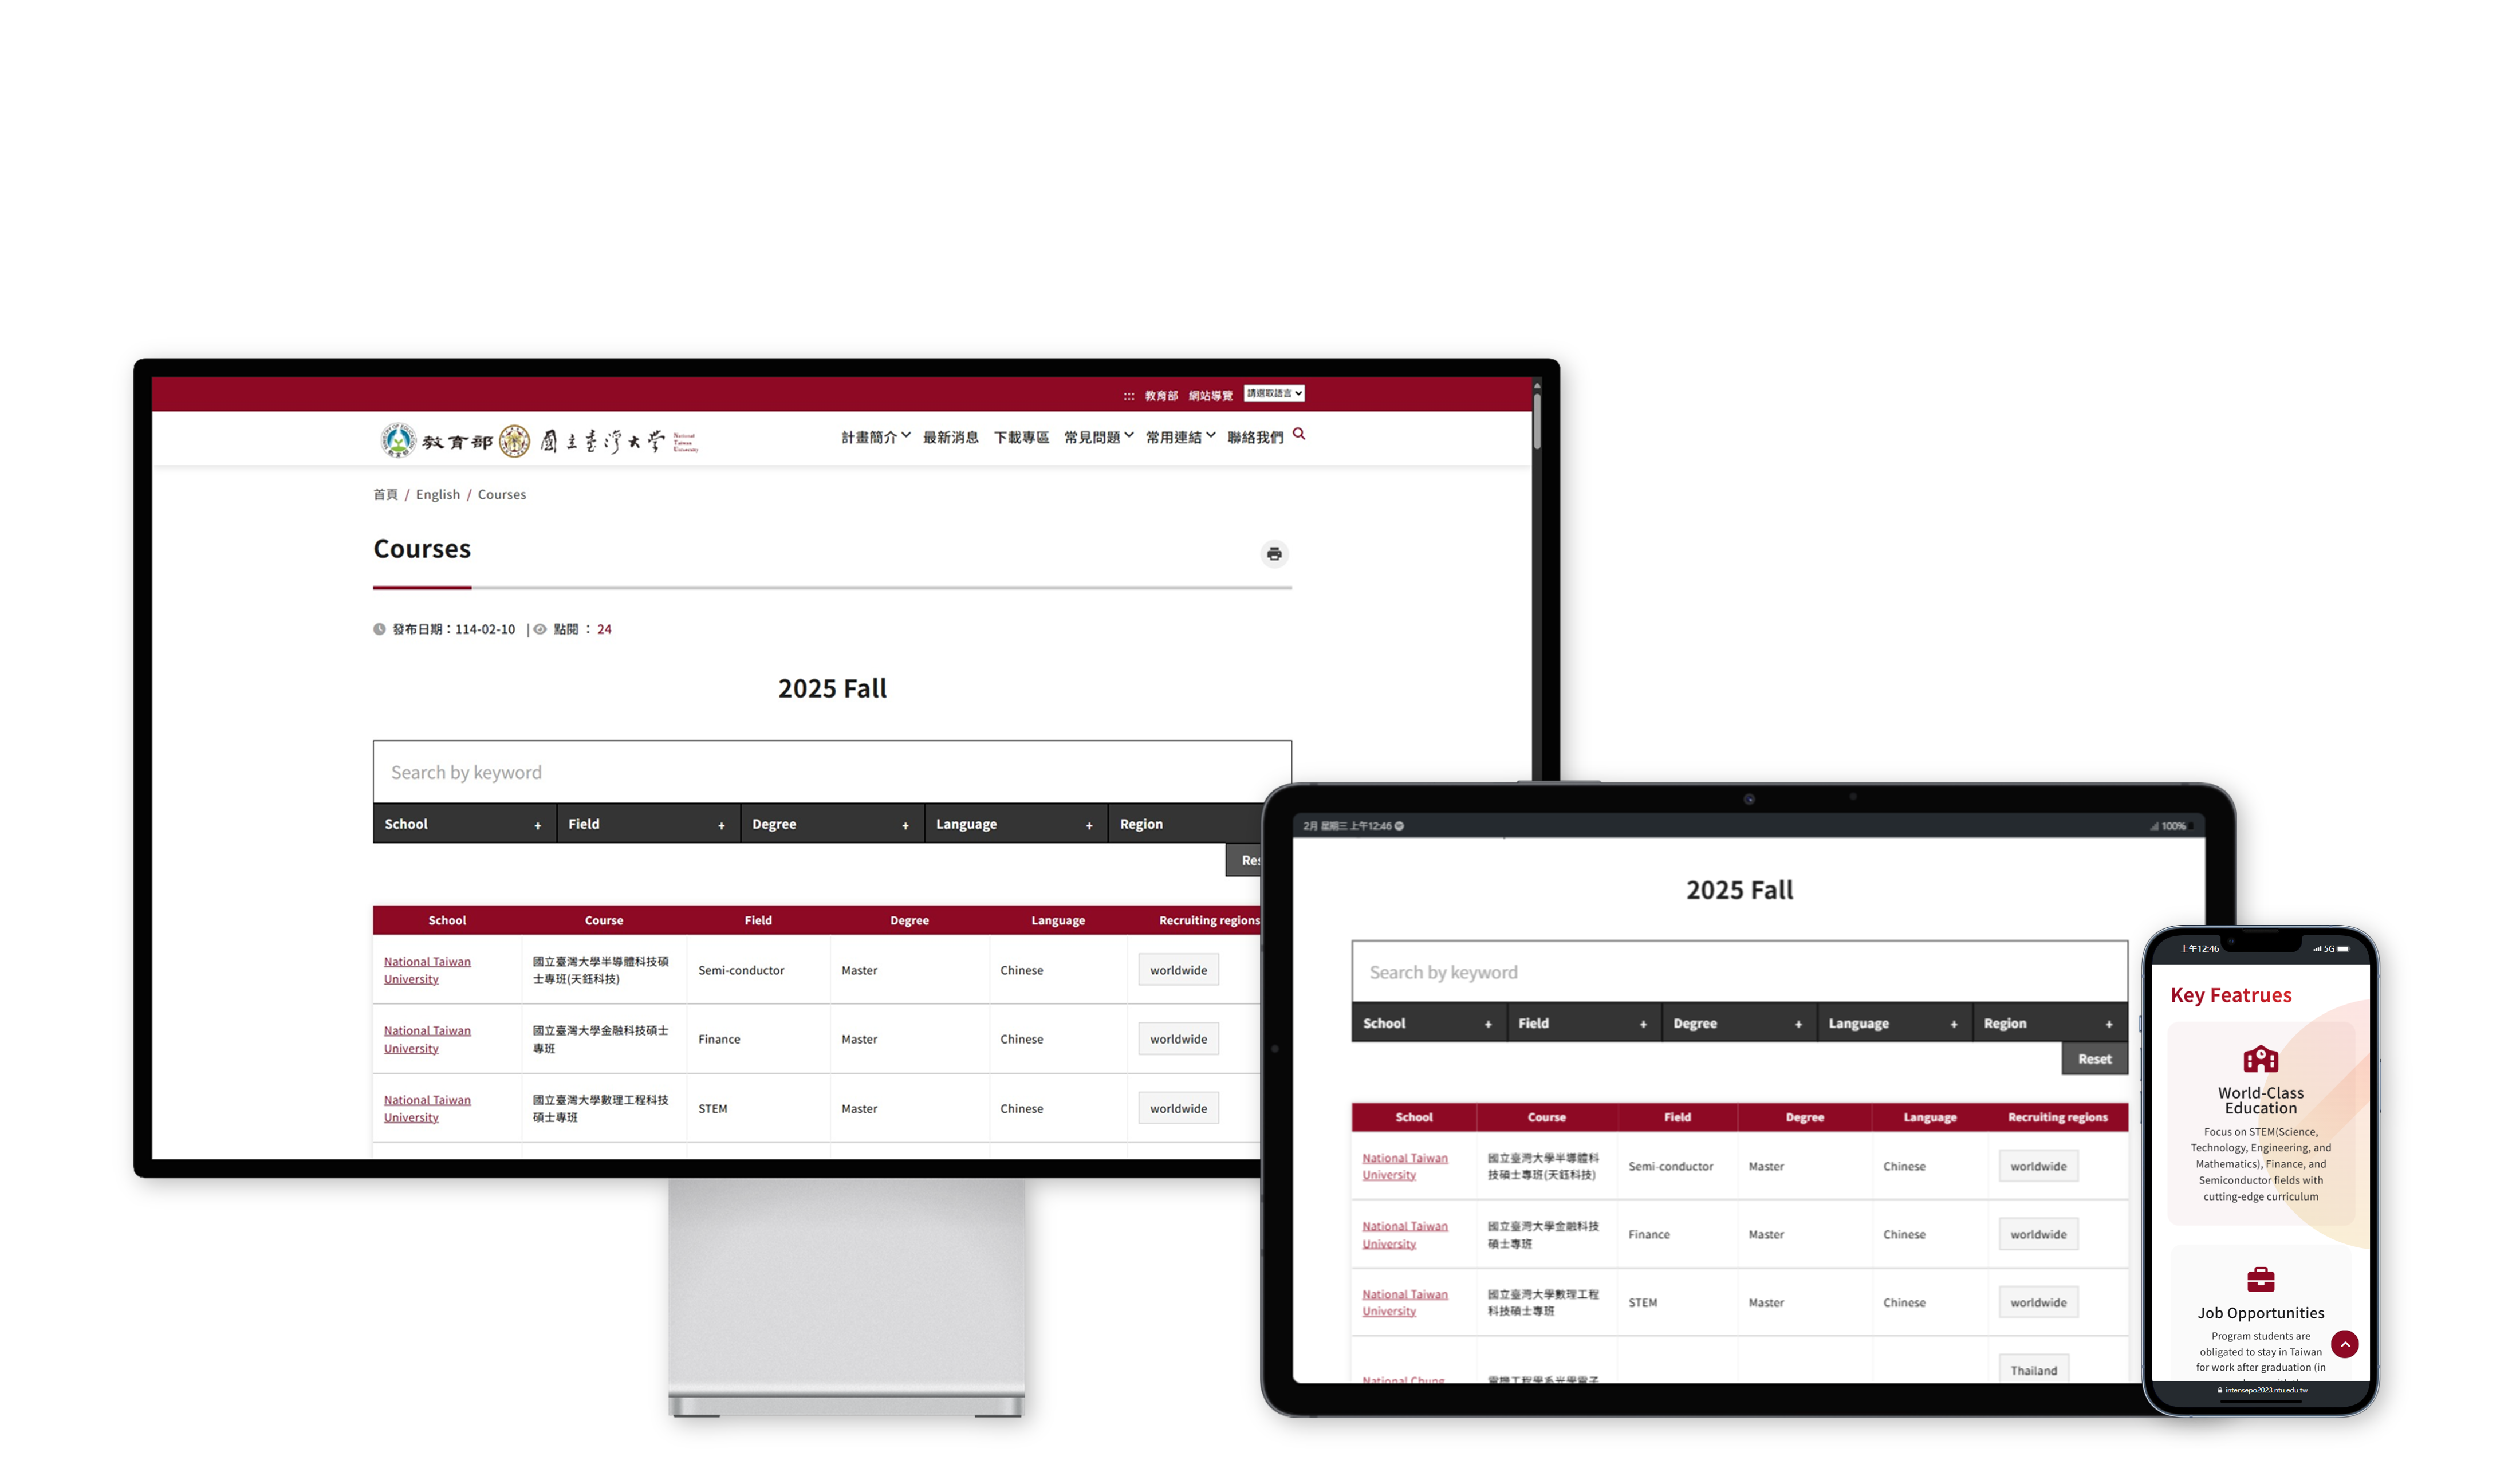 ::: 教育部 網站導覽 請選取語言
教育部 國立臺灣大學 National Taiwan University
計畫簡介 最新消息 下載專區 常見問題 常用連結 聯絡我們
首頁 / English / Courses
Courses
發布日期：114-02-10 | 點閱：24
2025 Fall
Search by keyword
School + Field + Degree + Language + Region
Res
School Course Field Degree Language Recruiting regions
National Taiwan University 國立臺灣大學半導體科技碩士專班(天鈺科技) Semi-conductor Master Chinese worldwide
National Taiwan University 國立臺灣大學金融科技碩士專班 Finance Master Chinese worldwide
National Taiwan University 國立臺灣大學數理工程科技碩士專班 STEM Master Chinese worldwide
2月 星期三 上午12:46 100%
2025 Fall
Search by keyword
School + Field + Degree + Language + Region +
Reset
School Course Field Degree Language Recruiting regions
National Taiwan University 國立臺灣大學半導體科技碩士專班(天鈺科技) Semi-conductor Master Chinese worldwide
National Taiwan University 國立臺灣大學金融科技碩士專班 Finance Master Chinese worldwide
National Taiwan University 國立臺灣大學數理工程科技碩士專班 STEM Master Chinese worldwide
Thailand
National Chung 電機工程學系光學電子
上午12:46 5G
Key Featrues
World-Class
Education
Focus on STEM(Science,
Technology, Engineering, and
Mathematics), Finance, and
Semiconductor fields with
cutting-edge curriculum
Job Opportunities
Program students are
obligated to stay in Taiwan
for work after graduation (in
intensepo2023.ntu.edu.tw